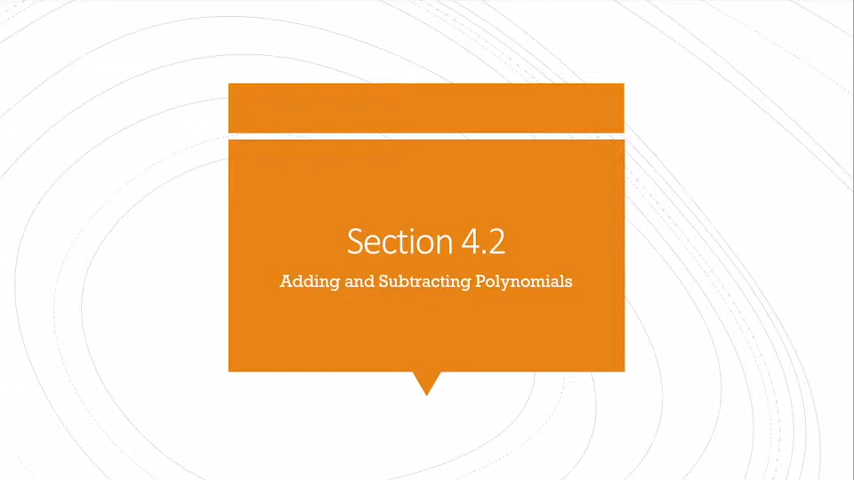 Section 4.2
Adding and Subtracting Polynomials